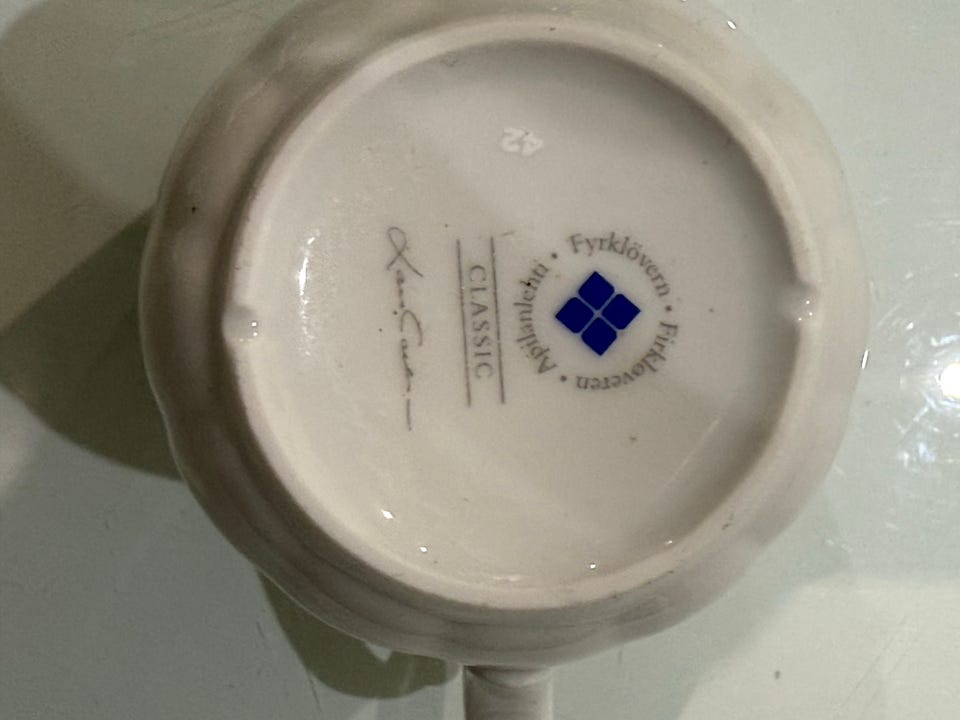 Fyrklövern • Firkløveren • Apilanlehti •
CLASSIC
42